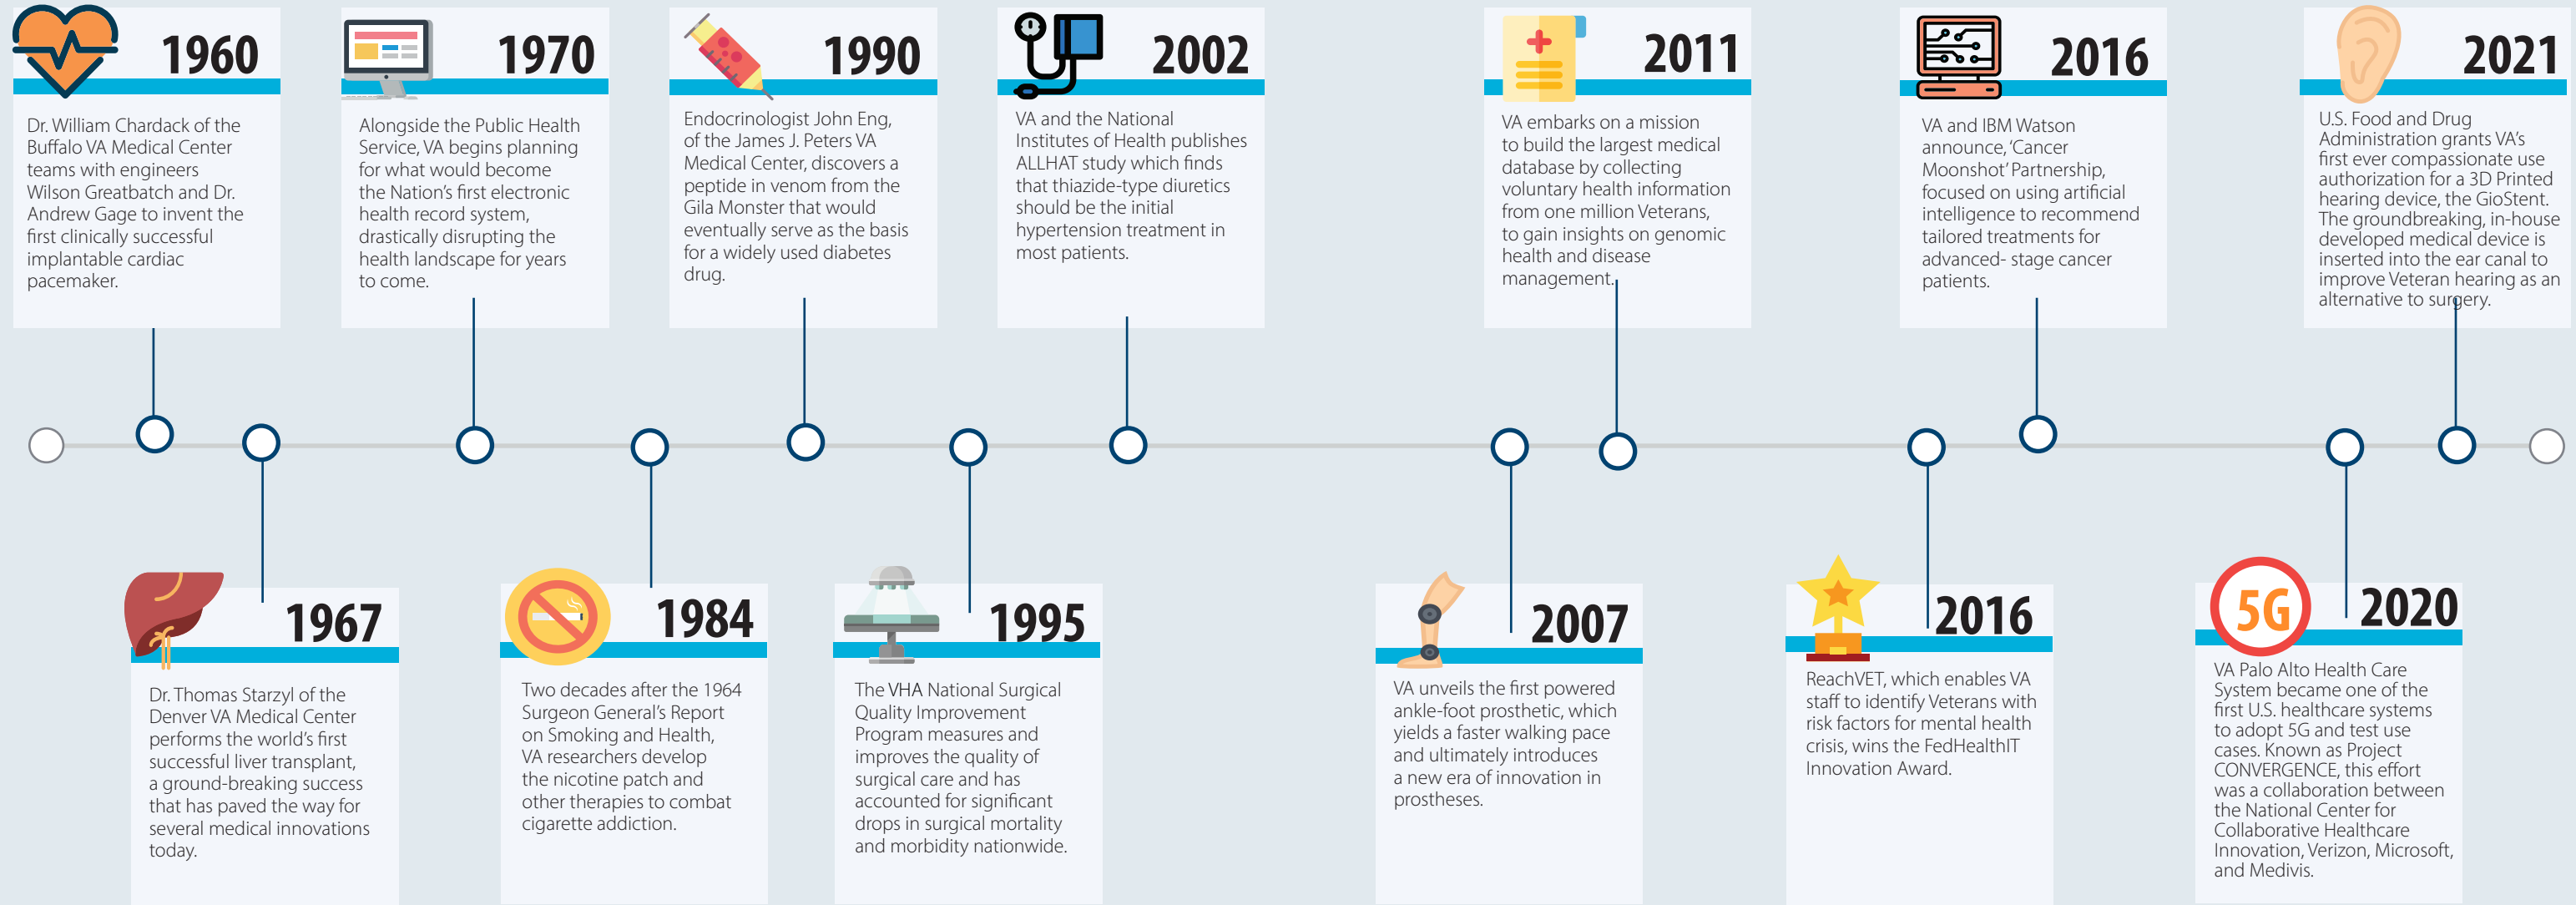 1960
Dr. William Chardack of the
Buffalo VA Medical Center
teams with engineers
Wilson Greatbatch and Dr.
Andrew Gage to invent the
first clinically successful
implantable cardiac
pacemaker.
1970
Alongside the Public Health
Service, VA begins planning
for what would become
the Nation's first electronic
health record system,
drastically disrupting the
health landscape for years
to come.
1990
Endocrinologist John Eng,
of the James J. Peters VA
Medical Center, discovers a
peptide in venom from the
Gila Monster that would
eventually serve as the basis
for a widely used diabetes
drug.
2002
VA and the National
Institutes of Health publishes
ALLHAT study which finds
that thiazide-type diuretics
should be the initial
hypertension treatment in
most patients.
2011
VA embarks on a mission
to build the largest medical
database by collecting
voluntary health information
from one million Veterans,
to gain insights on genomic
health and disease
management.
2016
VA and IBM Watson
announce, 'Cancer
Moonshot' Partnership,
focused on using artificial
intelligence to recommend
tailored treatments for
advanced- stage cancer
patients.
2021
U.S. Food and Drug
Administration grants VA's
first ever compassionate use
authorization for a 3D Printed
hearing device, the GioStent.
The groundbreaking, in-house
developed medical device is
inserted into the ear canal to
improve Veteran hearing as an
alternative to surgery.
1967
Dr. Thomas Starzyl of the
Denver VA Medical Center
performs the world's first
successful liver transplant,
a ground-breaking success
that has paved the way for
several medical innovations
today.
1984
Two decades after the 1964
Surgeon General's Report
on Smoking and Health,
VA researchers develop
the nicotine patch and
other therapies to combat
cigarette addiction.
1995
The VHA National Surgical
Quality Improvement
Program measures and
improves the quality of
surgical care and has
accounted for significant
drops in surgical mortality
and morbidity nationwide.
2007
VA unveils the first powered
ankle-foot prosthetic, which
yields a faster walking pace
and ultimately introduces
a new era of innovation in
prostheses.
2016
ReachVET, which enables VA
staff to identify Veterans with
risk factors for mental health
crisis, wins the FedHealthIT
Innovation Award.
5G
2020
VA Palo Alto Health Care
System became one of the
first U.S. healthcare systems
to adopt 5G and test use
cases. Known as Project
CONVERGENCE, this effort
was a collaboration between
the National Center for
Collaborative Healthcare
Innovation, Verizon, Microsoft,
and Medivis.